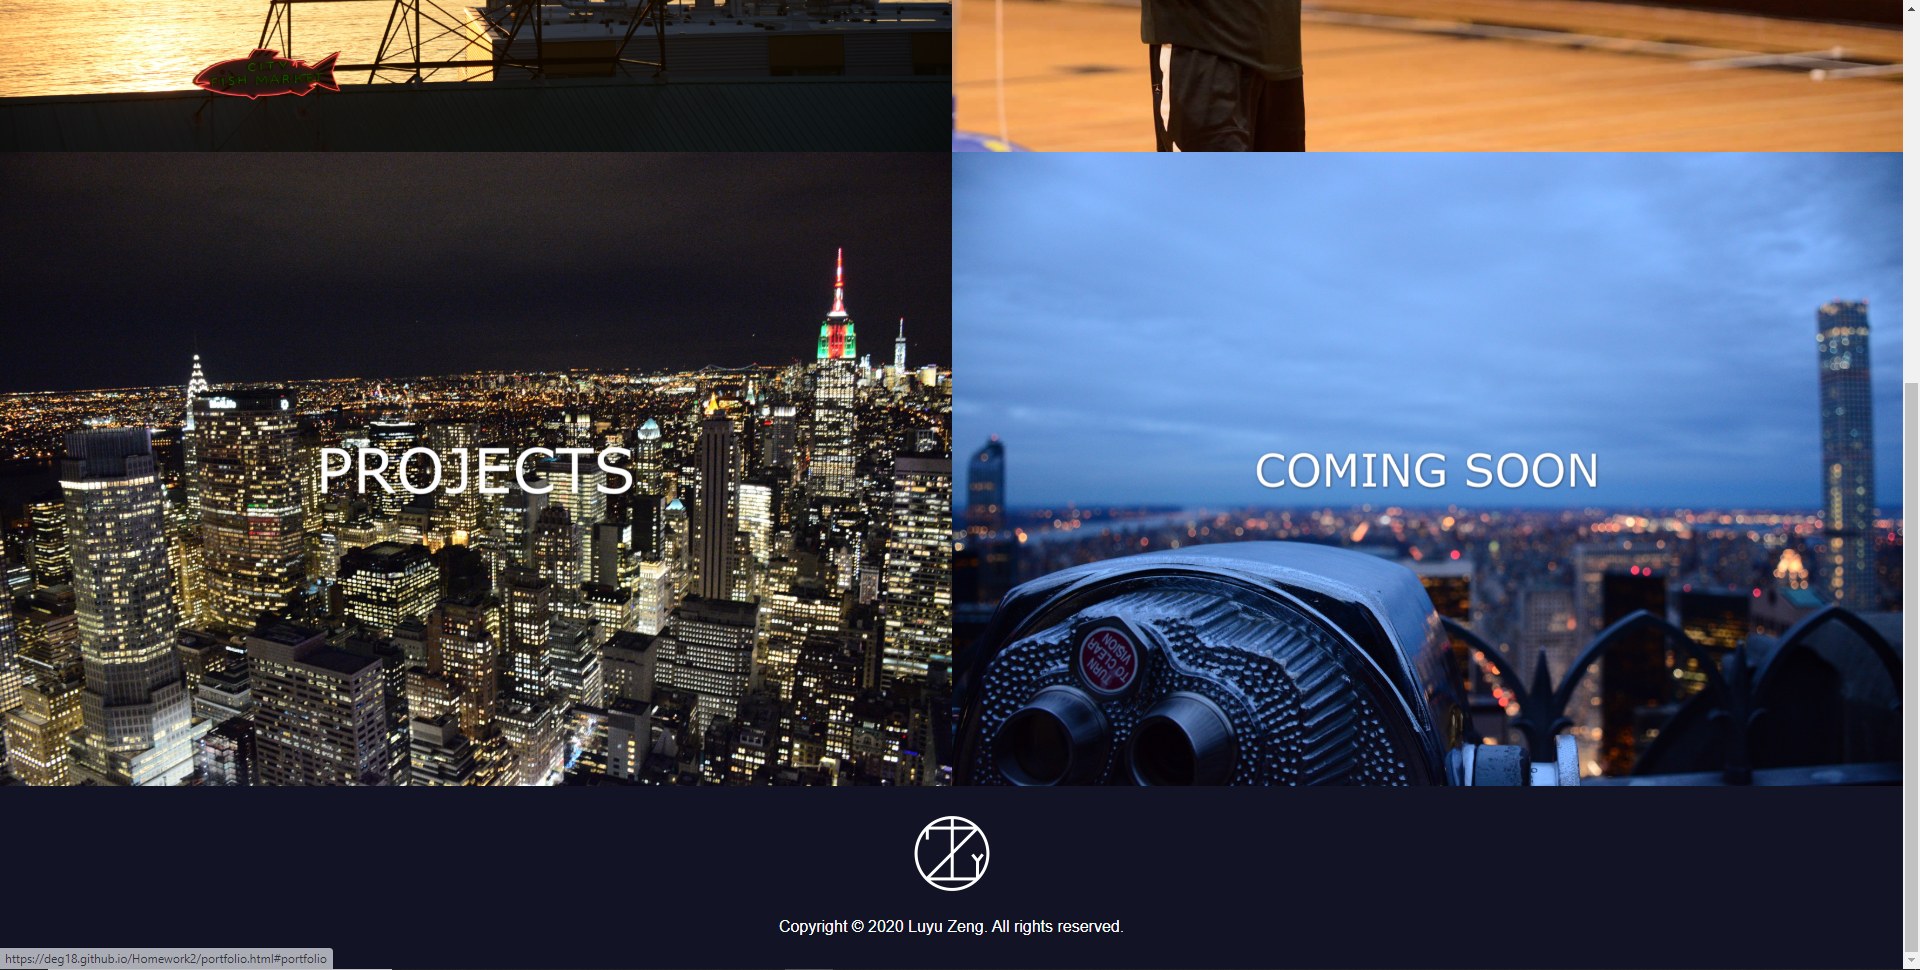 CITY
FISH MARKET
PROJECTS
COMING SOON
TURN
TO CLEAR
VISION
Copyright © 2020 Luyu Zeng. All rights reserved.
https://deg18.github.io/Homework2/portfolio.html#portfolio